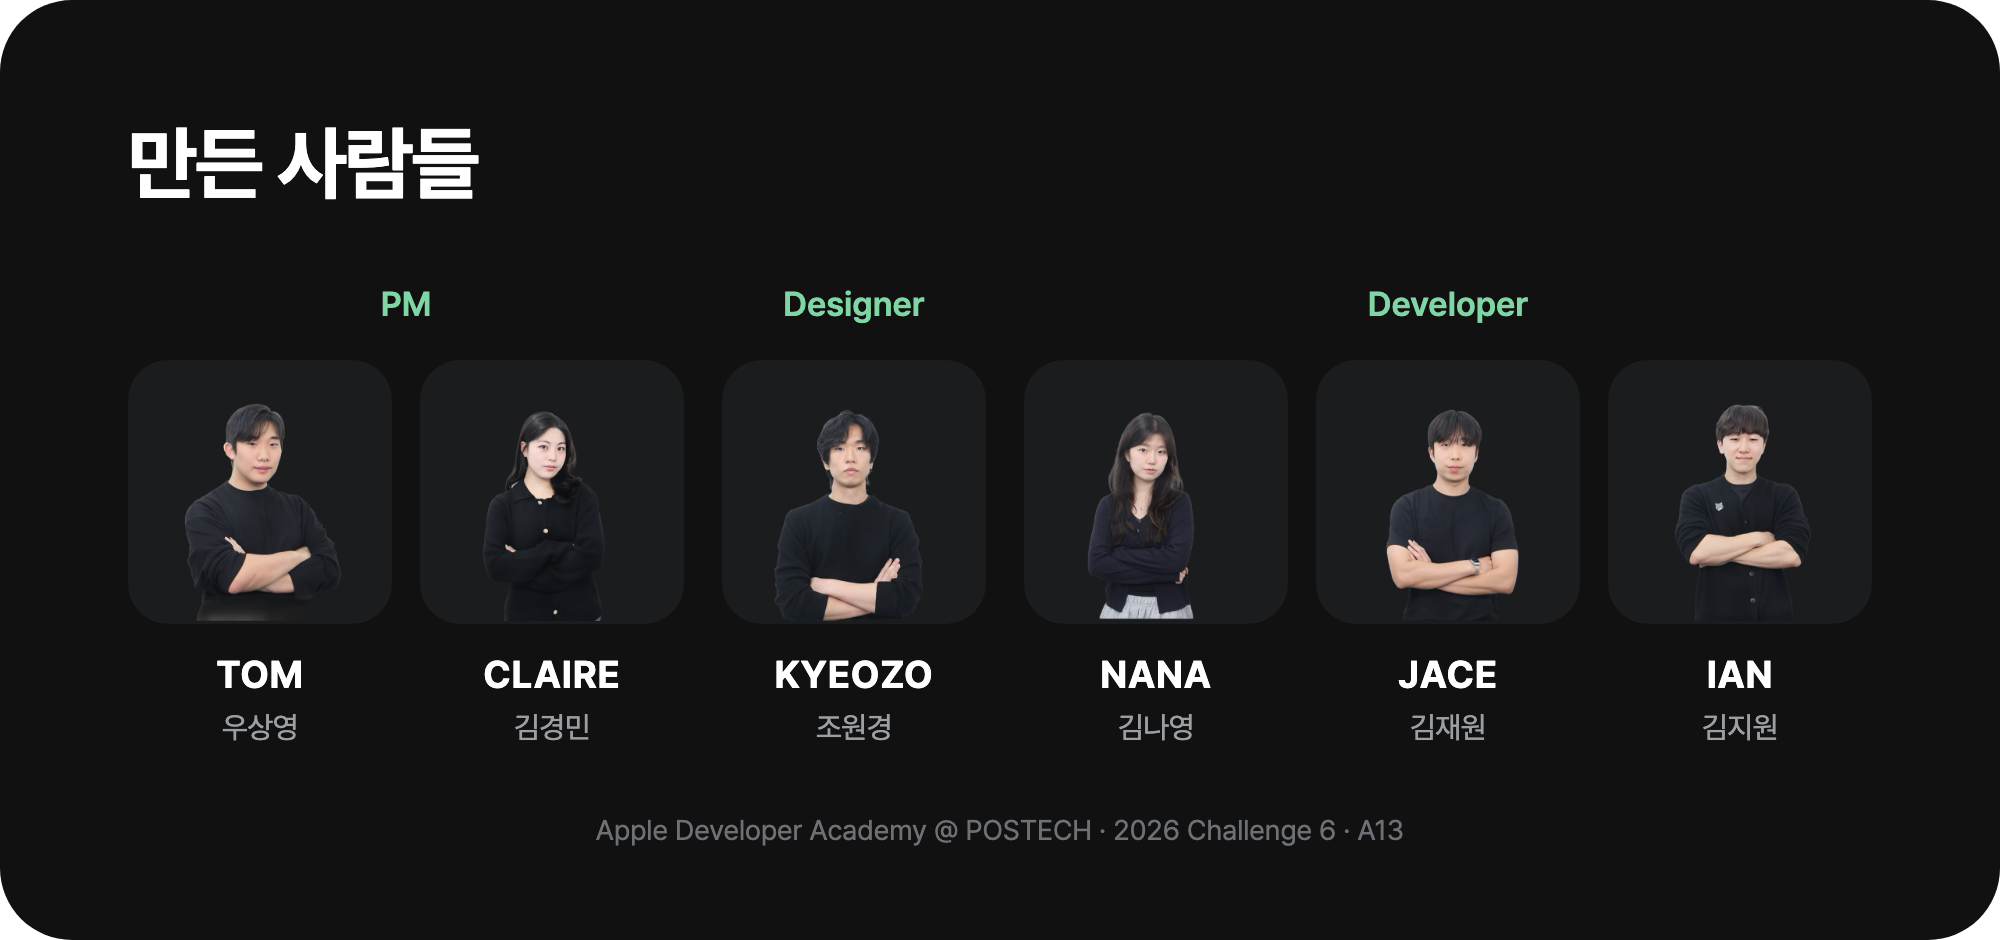 만든 사람들
PM
Designer
Developer
TOM
CLAIRE
KYEOZO
NANA
JACE
IAN
우상영
김경민
조원경
김나영
김재원
김지원
Apple Developer Academy @ POSTECH · 2026 Challenge 6 · A13